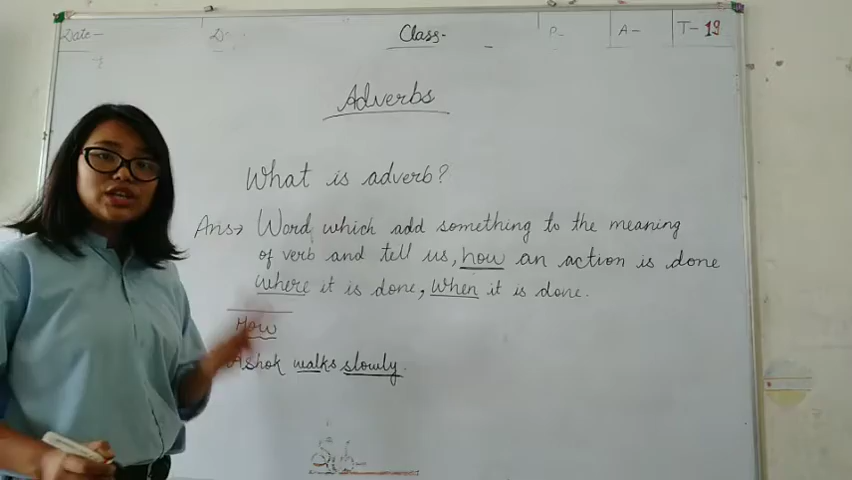 Date- D- Class- P- A- T-19
Adverbs
What is adverb?
Ans→ Word which add something to the meaning
of verb and tell us, how an action is done
where it is done, When it is done.
How
Ashok walks slowly.
Sub-